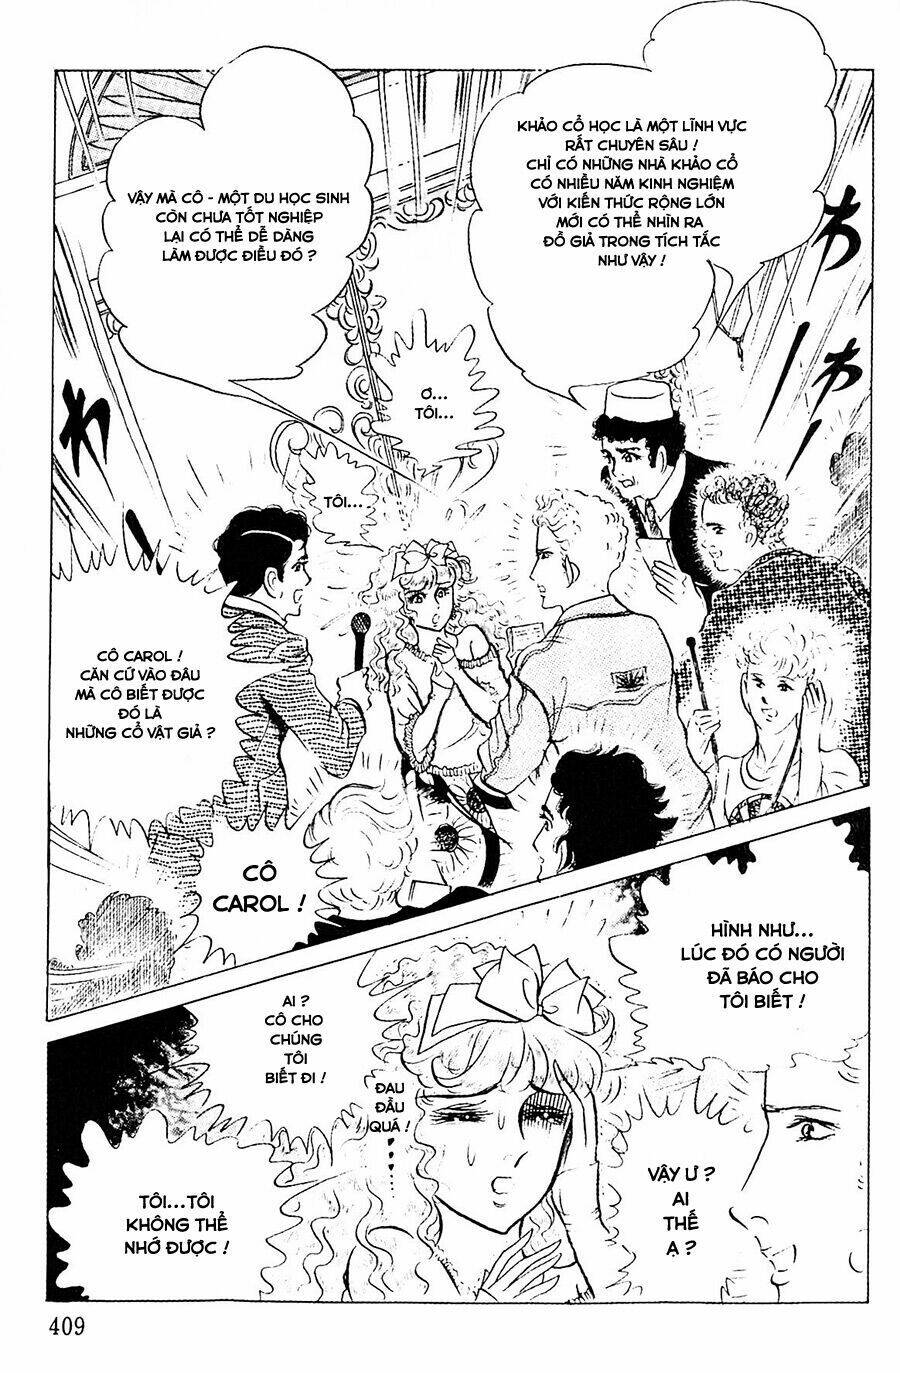 KHẢO CỔ HỌC LÀ MỘT LĨNH VỰC
RẤT CHUYÊN SÂU !
CHỈ CÓ NHỮNG NHÀ KHẢO CỔ
CÓ NHIỀU NĂM KINH NGHIỆM
VỚI KIẾN THỨC RỘNG LỚN
MỚI CÓ THỂ NHÌN RA
ĐỒ GIẢ TRONG TÍCH TẮC
NHƯ VẬY !
VẬY MÀ CÔ - MỘT DU HỌC SINH
CÒN CHƯA TỐT NGHIỆP
LẠI CÓ THỂ DỄ DÀNG
LÀM ĐƯỢC ĐIỀU ĐÓ ?
Ơ...
TÔI...
TÔI...
わ
わ
わ
CÔ CAROL !
CĂN CỨ VÀO ĐÂU
MÀ CÔ BIẾT ĐƯỢC
ĐÓ LÀ
NHỮNG CỔ VẬT GIẢ ?
CÔ
CAROL !
HÌNH NHƯ...
LÚC ĐÓ CÓ NGƯỜI
ĐÃ BÁO CHO
TÔI BIẾT !
VẬY Ư ?
AI
THẾ
Ạ ?
AI ?
CÔ CHO
CHÚNG
TÔI
BIẾT ĐI !
ĐAU
ĐẦU
QUÁ !
TÔI...TÔI
KHÔNG THỂ
NHỚ ĐƯỢC !
409